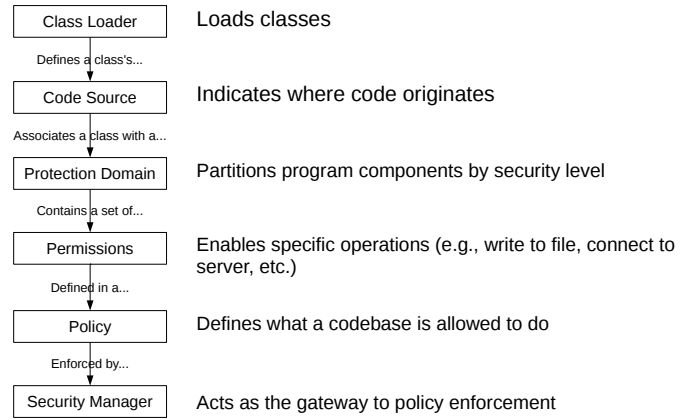 Class Loader
Loads classes
Defines a class's...
Code Source
Indicates where code originates
Associates a class with a...
Protection Domain
Partitions program components by security level
Contains a set of...
Permissions
Enables specific operations (e.g., write to file, connect to
server, etc.)
Defined in a...
Policy
Defines what a codebase is allowed to do
Enforced by...
Security Manager
Acts as the gateway to policy enforcement